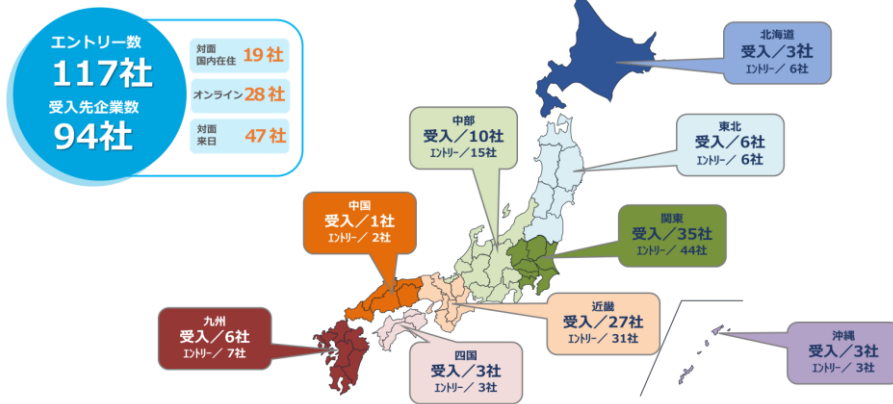 エントリー数
117社
受入先企業数
94社
対面
国内在住 19社
オンライン 28社
対面
来日 47社
北海道
受入／3社
エントリー／6社
中部
受入／10社
エントリー／15社
東北
受入／6社
エントリー／6社
中国
受入／1社
エントリー／2社
関東
受入／35社
エントリー／44社
九州
受入／6社
エントリー／7社
近畿
受入／27社
エントリー／31社
四国
受入／3社
エントリー／3社
沖縄
受入／3社
エントリー／3社